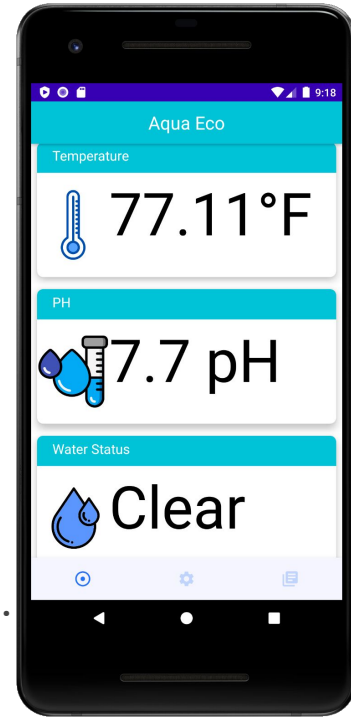 9:18
Aqua Eco
Temperature
77.11°F
PH
7.7 pH
Water Status
Clear